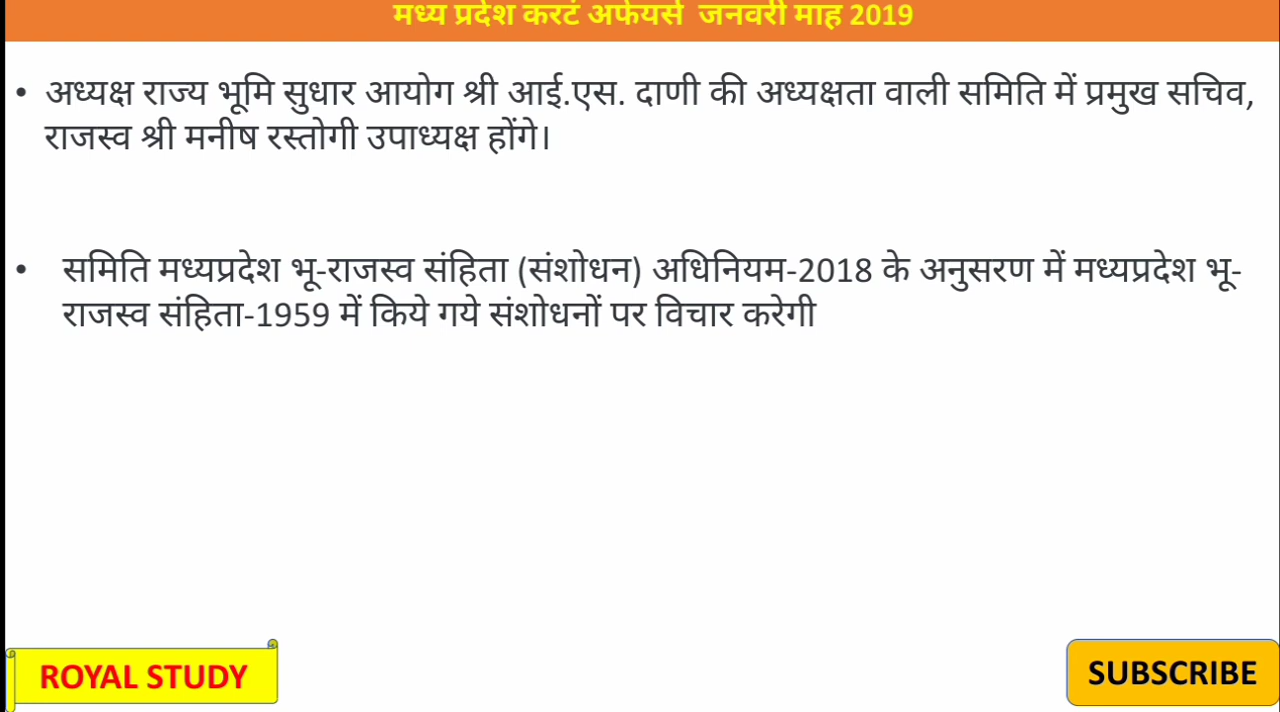 मध्य प्रदेश करटं अफेयर्स जनवरी माह 2019
• अध्यक्ष राज्य भूमि सुधार आयोग श्री आई.एस. दाणी की अध्यक्षता वाली समिति में प्रमुख सचिव,
राजस्व श्री मनीष रस्तोगी उपाध्यक्ष होंगे।
• समिति मध्यप्रदेश भू-राजस्व संहिता (संशोधन) अधिनियम-2018 के अनुसरण में मध्यप्रदेश भू-
राजस्व संहिता-1959 में किये गये संशोधनों पर विचार करेगी
ROYAL STUDY
SUBSCRIBE